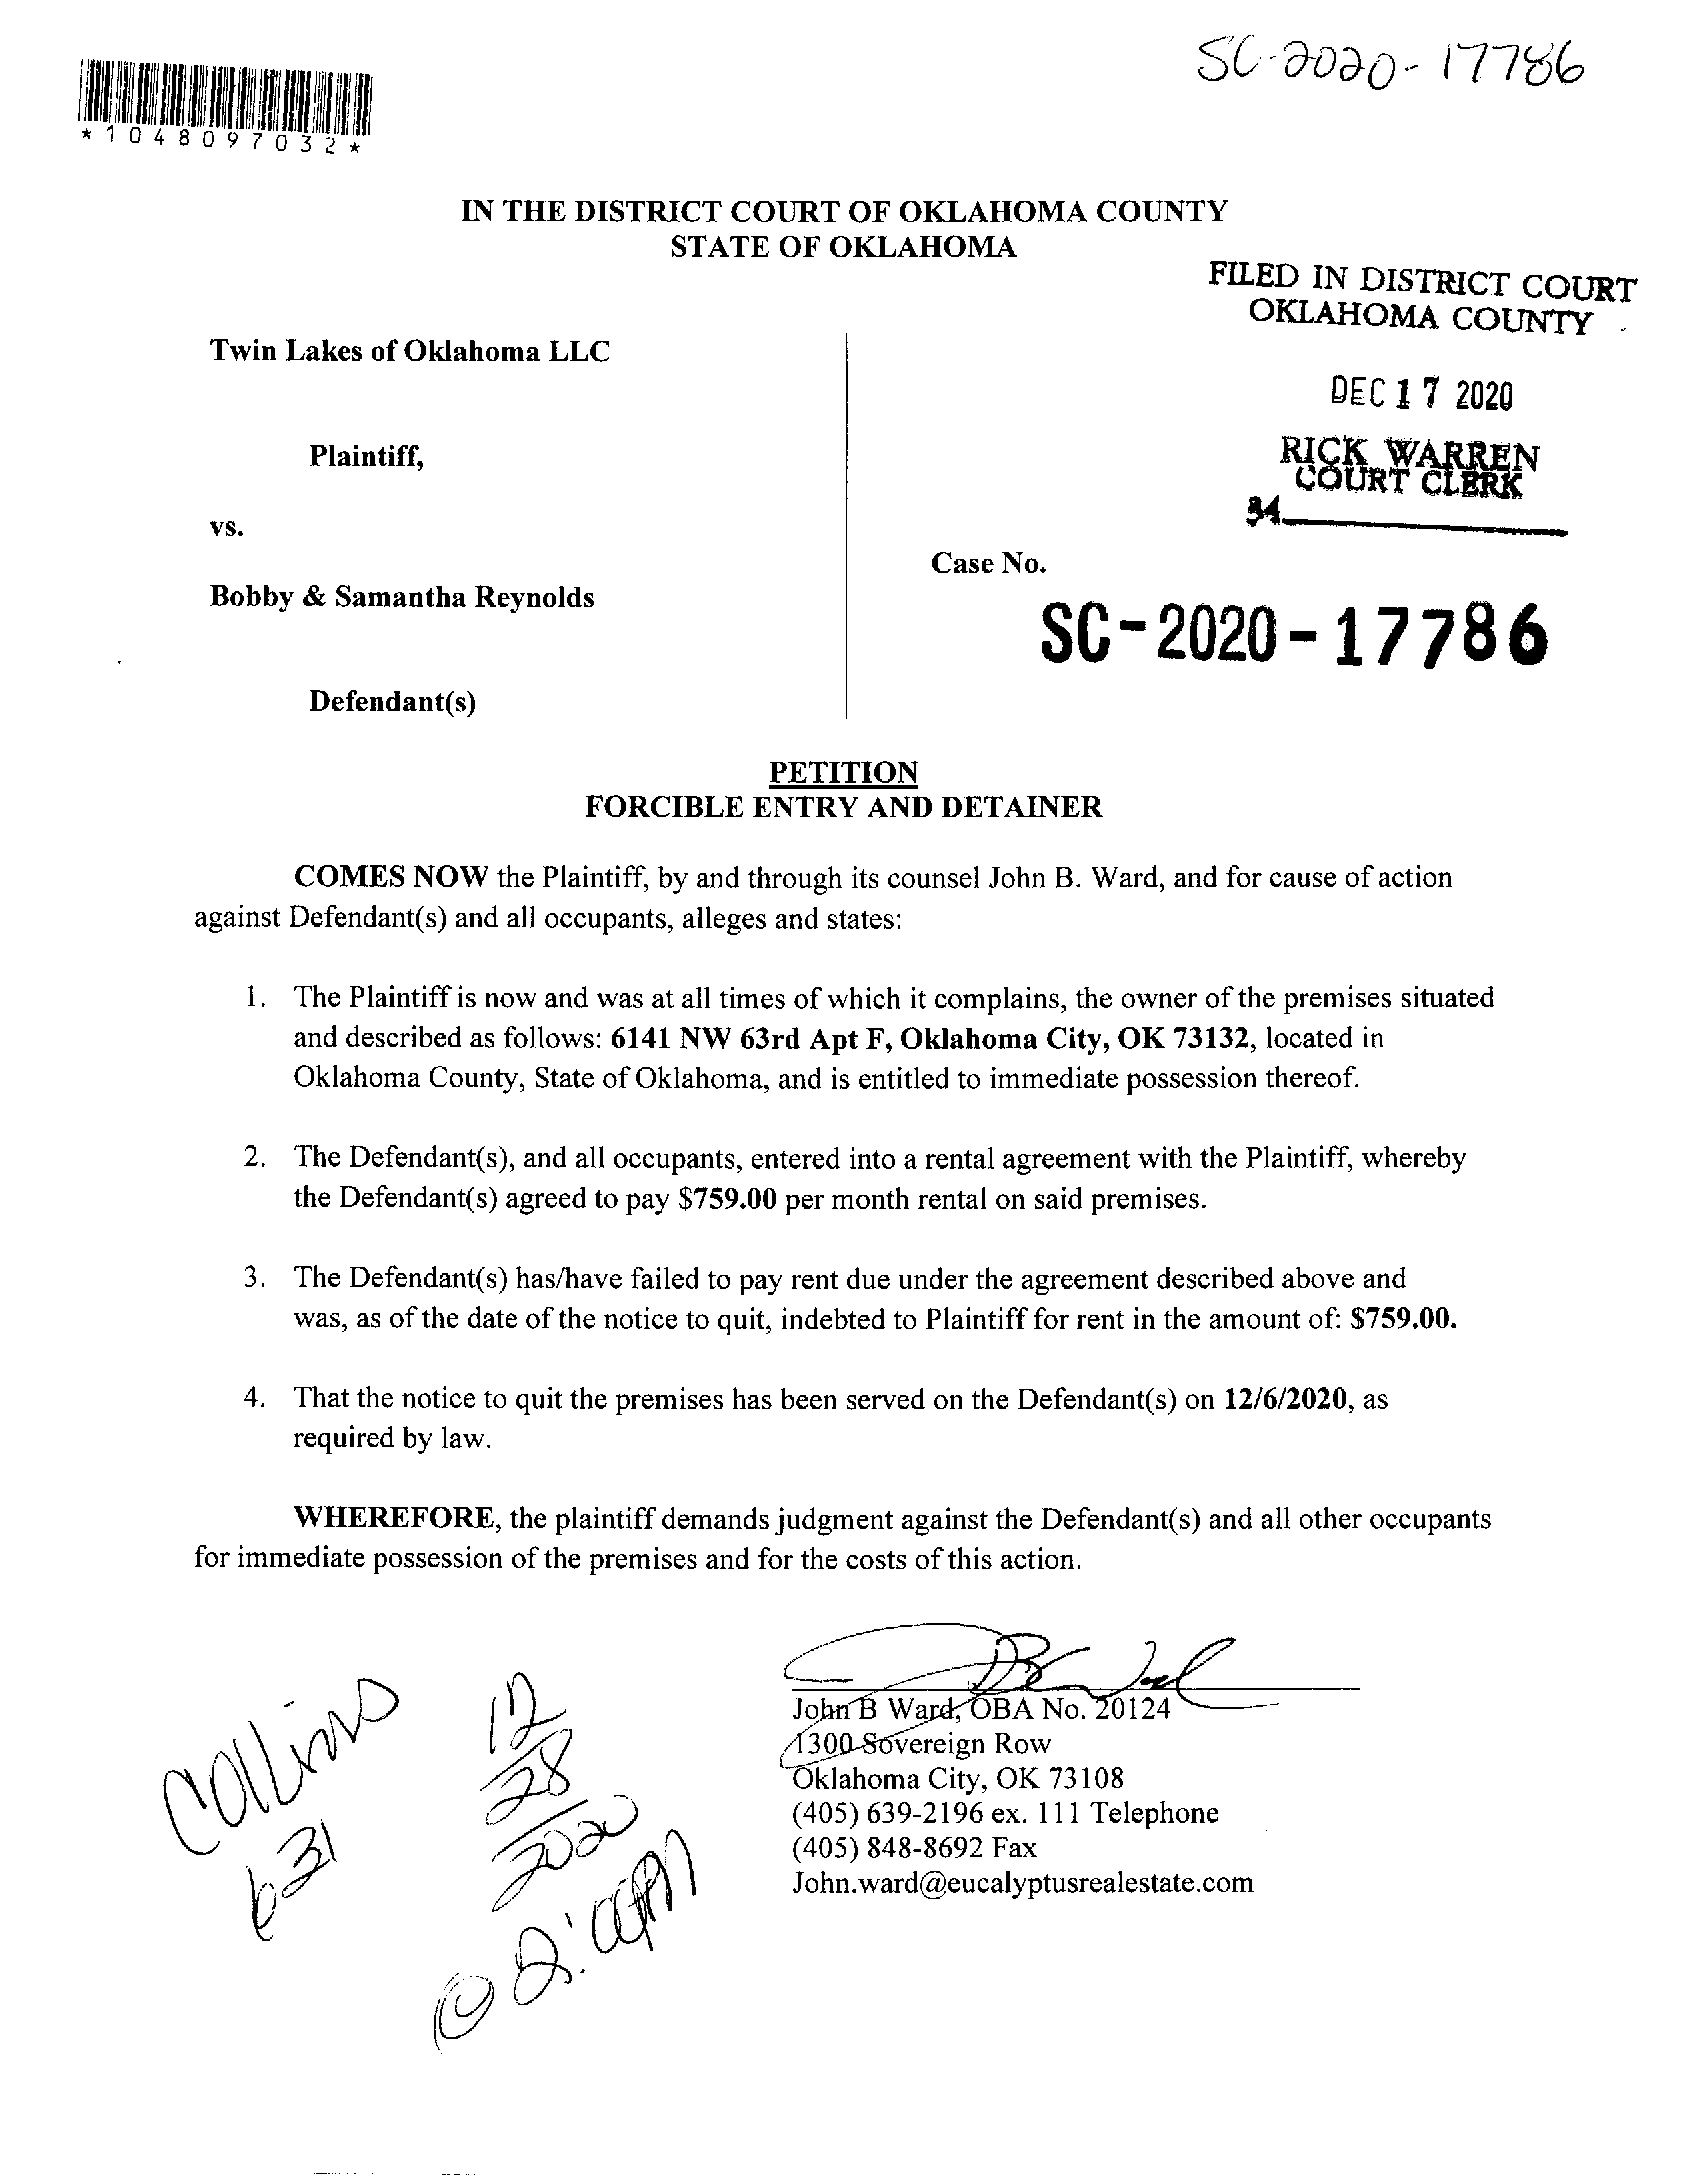 SC-2020-17786
*1048097032*
IN THE DISTRICT COURT OF OKLAHOMA COUNTY
STATE OF OKLAHOMA
FILED IN DISTRICT COURT
OKLAHOMA COUNTY
Twin Lakes of Oklahoma LLC
DEC 17 2020
Plaintiff,
RICK WARREN
COURT CLERK
34
vs.
Case No.
Bobby & Samantha Reynolds
SC-2020-17786
Defendant(s)
PETITION
FORCIBLE ENTRY AND DETAINER
COMES NOW the Plaintiff, by and through its counsel John B. Ward, and for cause of action
against Defendant(s) and all occupants, alleges and states:
1. The Plaintiff is now and was at all times of which it complains, the owner of the premises situated
and described as follows: 6141 NW 63rd Apt F, Oklahoma City, OK 73132, located in
Oklahoma County, State of Oklahoma, and is entitled to immediate possession thereof.
2. The Defendant(s), and all occupants, entered into a rental agreement with the Plaintiff, whereby
the Defendant(s) agreed to pay $759.00 per month rental on said premises.
3. The Defendant(s) has/have failed to pay rent due under the agreement described above and
was, as of the date of the notice to quit, indebted to Plaintiff for rent in the amount of: $759.00.
4. That the notice to quit the premises has been served on the Defendant(s) on 12/6/2020, as
required by law.
WHEREFORE, the plaintiff demands judgment against the Defendant(s) and all other occupants
for immediate possession of the premises and for the costs of this action.
John B Ward, OBA No. 20124
1300 Sovereign Row
Oklahoma City, OK 73108
(405) 639-2196 ex. 111 Telephone
(405) 848-8692 Fax
John.ward@eucalyptusrealestate.com
Collins
631
12
28
2020
@ 2:00pm